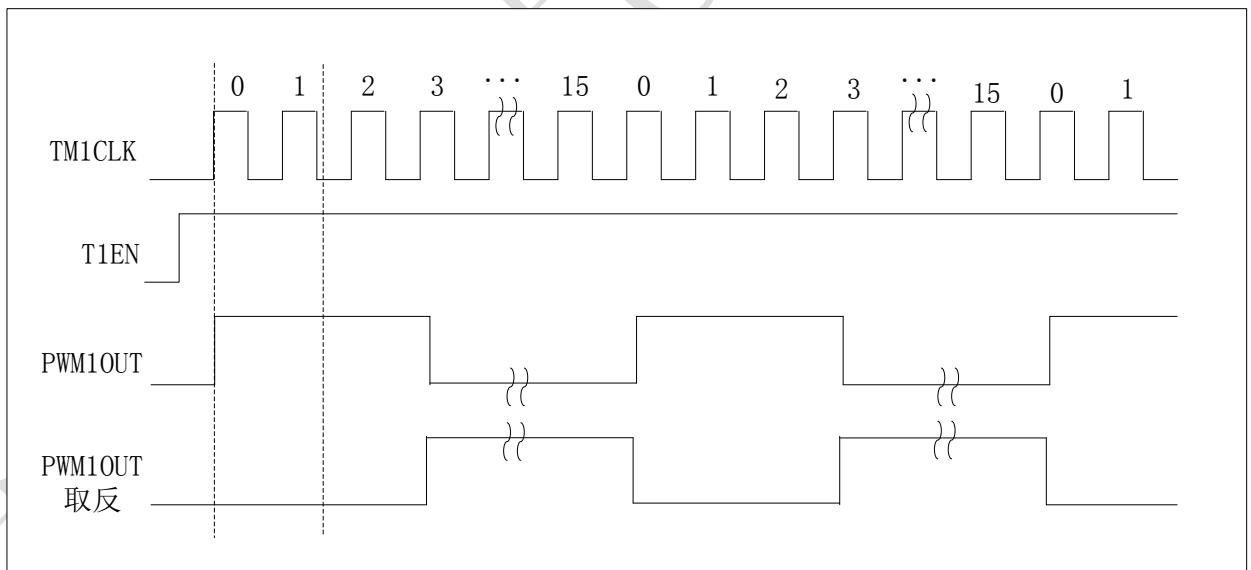 0 1 2 3 ... 15 0 1 2 3 ... 15 0 1
TM1CLK
T1EN
PWM1OUT
PWM1OUT
取反